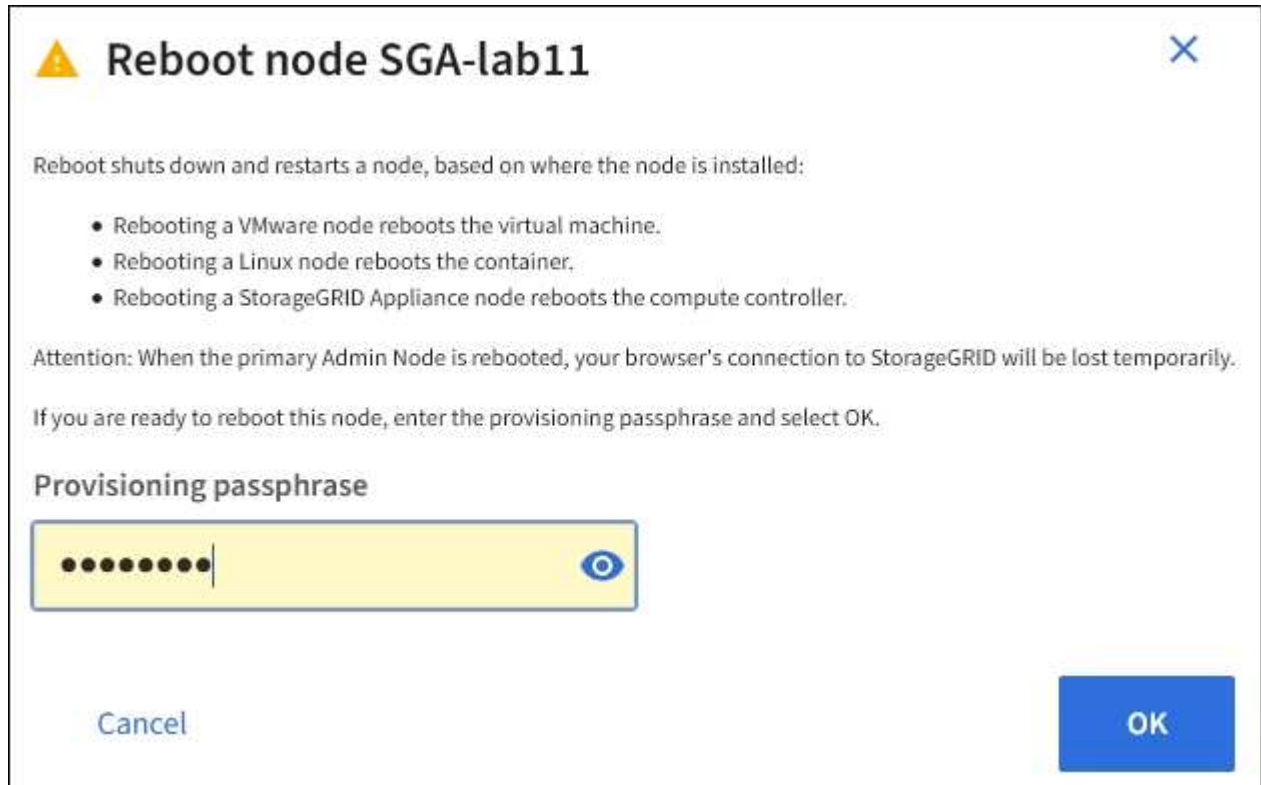 Reboot node SGA-lab11
Reboot shuts down and restarts a node, based on where the node is installed:
• Rebooting a VMware node reboots the virtual machine.
• Rebooting a Linux node reboots the container.
• Rebooting a StorageGRID Appliance node reboots the compute controller.
Attention: When the primary Admin Node is rebooted, your browser's connection to StorageGRID will be lost temporarily.
If you are ready to reboot this node, enter the provisioning passphrase and select OK.
Provisioning passphrase
••••••••
Cancel
OK